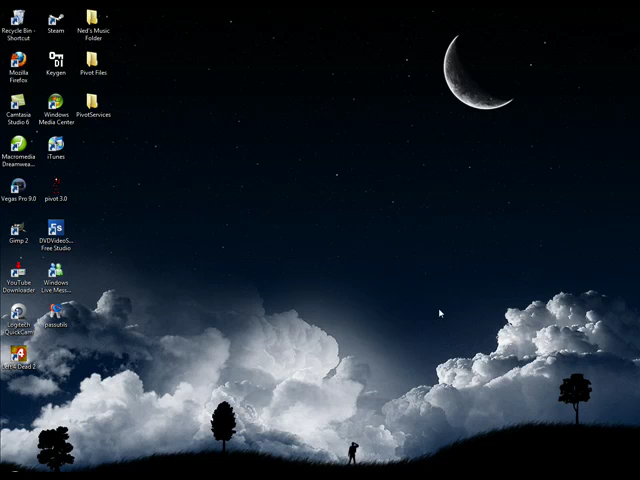 Recycle Bin -
Shortcut
Steam
Ned's Music
Folder
Mozilla
Firefox
Keygen
Pivot Files
Camtasia
Studio 6
Windows
Media Center
PivotServices
Macromedia
Dreamwea...
iTunes
Vegas Pro 9.0
pivot 3.0
Gimp 2
DVDVideoS...
Free Studio
YouTube
Downloader
Windows
Live Mess...
Logitech
QuickCam
passutils
Left 4 Dead 2